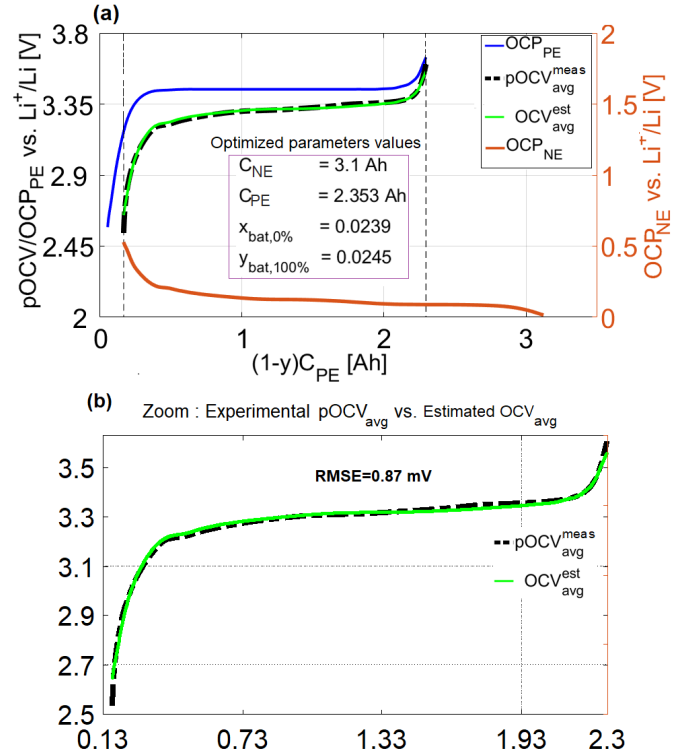 (a)
pOCV/OCP_PE vs. Li^+/Li [V]
3.8
3.35
2.9
2.45
2
OCP_PE
pOCV_avg^meas
OCV_avg^est
OCP_NE
2
1.5
1
0.5
0
OCP_NE vs. Li^+/Li [V]
Optimized parameters values
C_NE = 3.1 Ah
C_PE = 2.353 Ah
x_bat,0% = 0.0239
y_bat,100% = 0.0245
0 1 2 3
(1-y)C_PE [Ah]
(b)
Zoom : Experimental pOCV_avg vs. Estimated OCV_avg
3.5
3.3
3.1
2.9
2.7
2.5
RMSE=0.87 mV
pOCV_avg^meas
OCV_avg^est
0.13 0.73 1.33 1.93 2.3